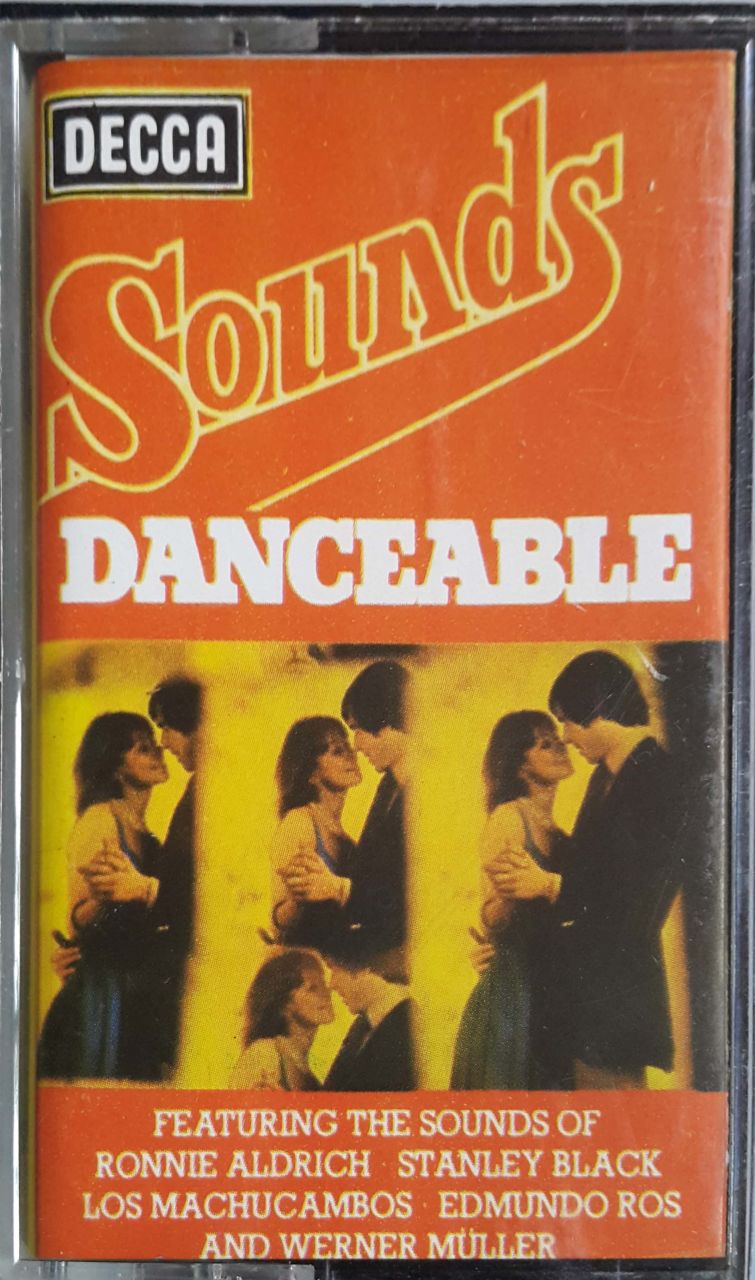 DECCA
Sounds
DANCEABLE
FEATURING THE SOUNDS OF
RONNIE ALDRICH · STANLEY BLACK
LOS MACHUCAMBOS · EDMUNDO ROS
AND WERNER MÜLLER